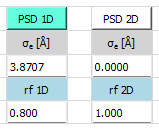 PSD 1D PSD 2D
σₑ [Å] σₑ [Å]
3.8707 0.0000
rf 1D rf 2D
0.800 1.000